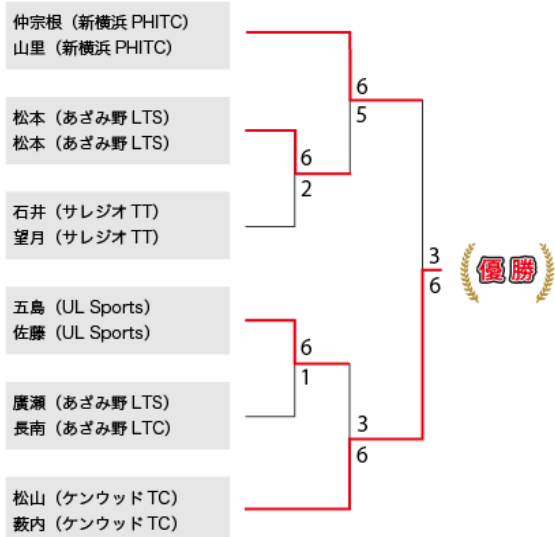 仲宗根（新横浜 PHITC）
山里（新横浜 PHITC）
6
5
松本（あざみ野 LTS）
松本（あざみ野 LTS）
6
2
石井（サレジオ TT）
望月（サレジオ TT）
3
6
優勝
五島（UL Sports）
佐藤（UL Sports）
6
1
廣瀬（あざみ野 LTS）
長南（あざみ野 LTC）
3
6
松山（ケンウッド TC）
薮内（ケンウッド TC）